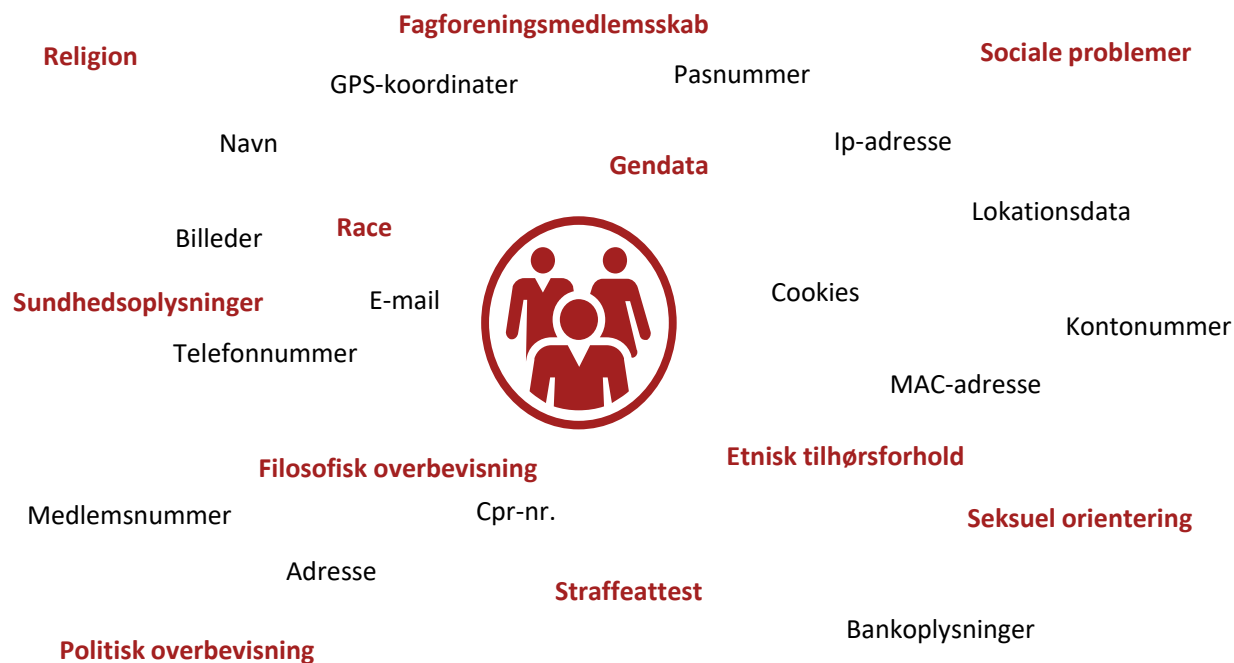 Fagforeningsmedlemsskab
Religion
Sociale problemer
GPS-koordinater
Pasnummer
Navn
Ip-adresse
Gendata
Lokationsdata
Billeder
Race
Sundhedsoplysninger
E-mail
Cookies
Kontonummer
Telefonnummer
MAC-adresse
Filosofisk overbevisning
Etnisk tilhørsforhold
Medlemsnummer
Cpr-nr.
Seksuel orientering
Adresse
Straffeattest
Bankoplysninger
Politisk overbevisning